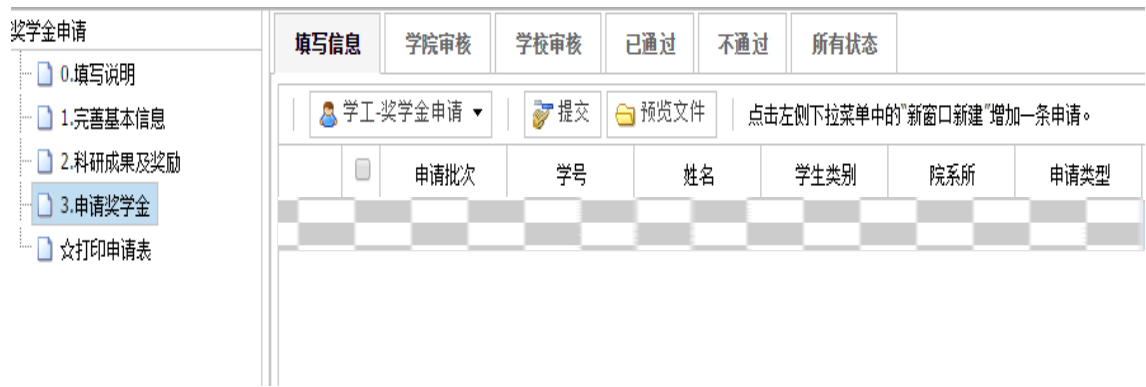 奖学金申请
0.填写说明
1.完善基本信息
2.科研成果及奖励
3.申请奖学金
☆打印申请表
填写信息 学院审核 学校审核 已通过 不通过 所有状态
学工-奖学金申请 提交 预览文件 点击左侧下拉菜单中的"新窗口新建"增加一条申请。
申请批次 学号 姓名 学生类别 院系所 申请类型